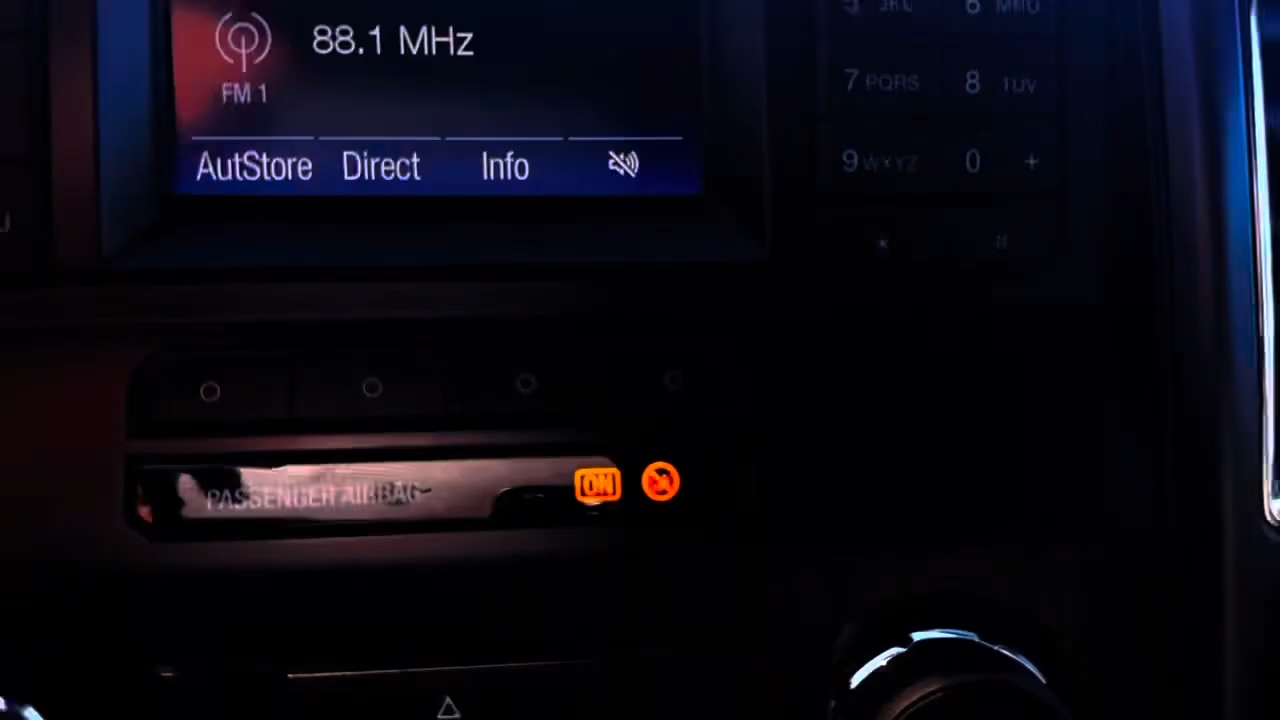 88.1 MHz
FM 1
AutStore Direct Info
7 PQRS 8 TUV
9 WXYZ 0 +
* #
PASSENGER AIRBAG ON